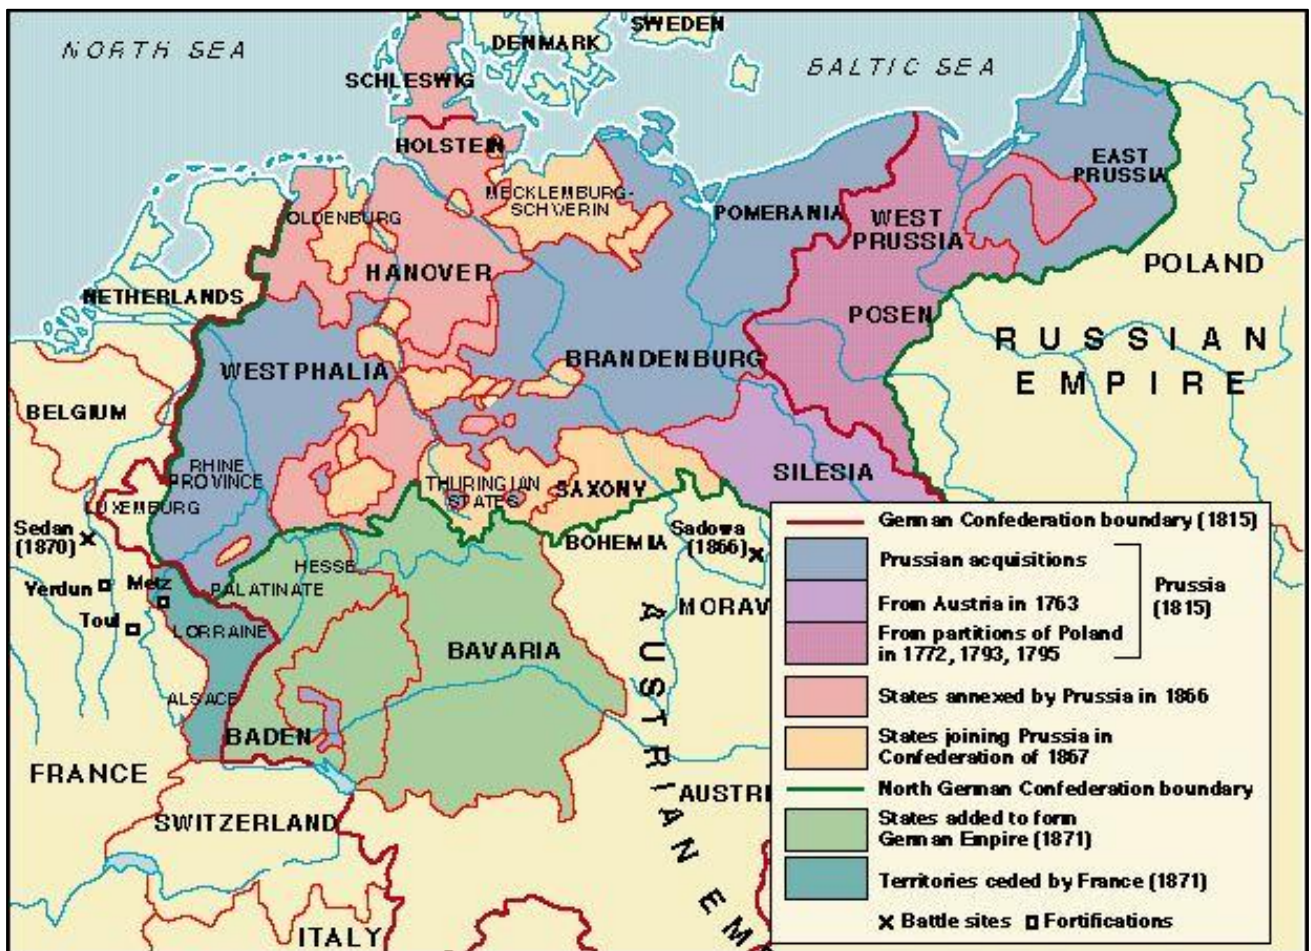 NORTH SEA
SWEDEN
DENMARK
BALTIC SEA
SCHLESWIG
HOLSTEIN
EAST
PRUSSIA
MECKLEMBURG-
SCHWERIN
OLDENBURG
POMERANIA
WEST
PRUSSIA
HANOVER
POLAND
NETHERLANDS
POSEN
RUSSIAN
EMPIRE
WESTPHALIA
BRANDENBURG
BELGIUM
RHINE
PROVINCE
SILESIA
THURINGIAN
STATES
SAXONY
LUXEMBURG
Sedan
(1870)
BOHEMIA
Sadowa
(1866)
HESSE
Verdun
Metz
PALATINATE
MORAV
Toul
LORRAINE
BAVARIA
ALSACE
BADEN
FRANCE
AUSTRI
SWITZERLAND
AUSTRIAN EM
ITALY
German Confederation boundary (1815)
Prussian acquisitions
From Austria in 1763
From partitions of Poland
in 1772, 1793, 1795
Prussia
(1815)
States annexed by Prussia in 1866
States joining Prussia in
Confederation of 1867
North German Confederation boundary
States added to form
German Empire (1871)
Territories ceded by France (1871)
Battle sites
Fortifications